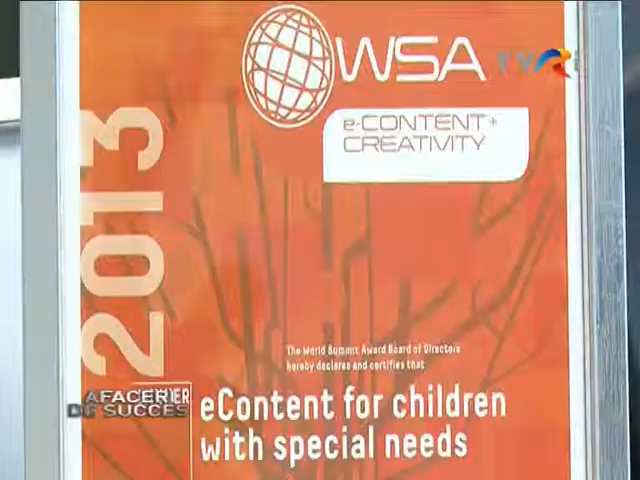 WSA
TVR
e-CONTENT+
CREATIVITY
2013
The World Summit Award Board of Directors
hereby declares and certifies that
AFACERI
DE SUCCES
eContent for children
with special needs